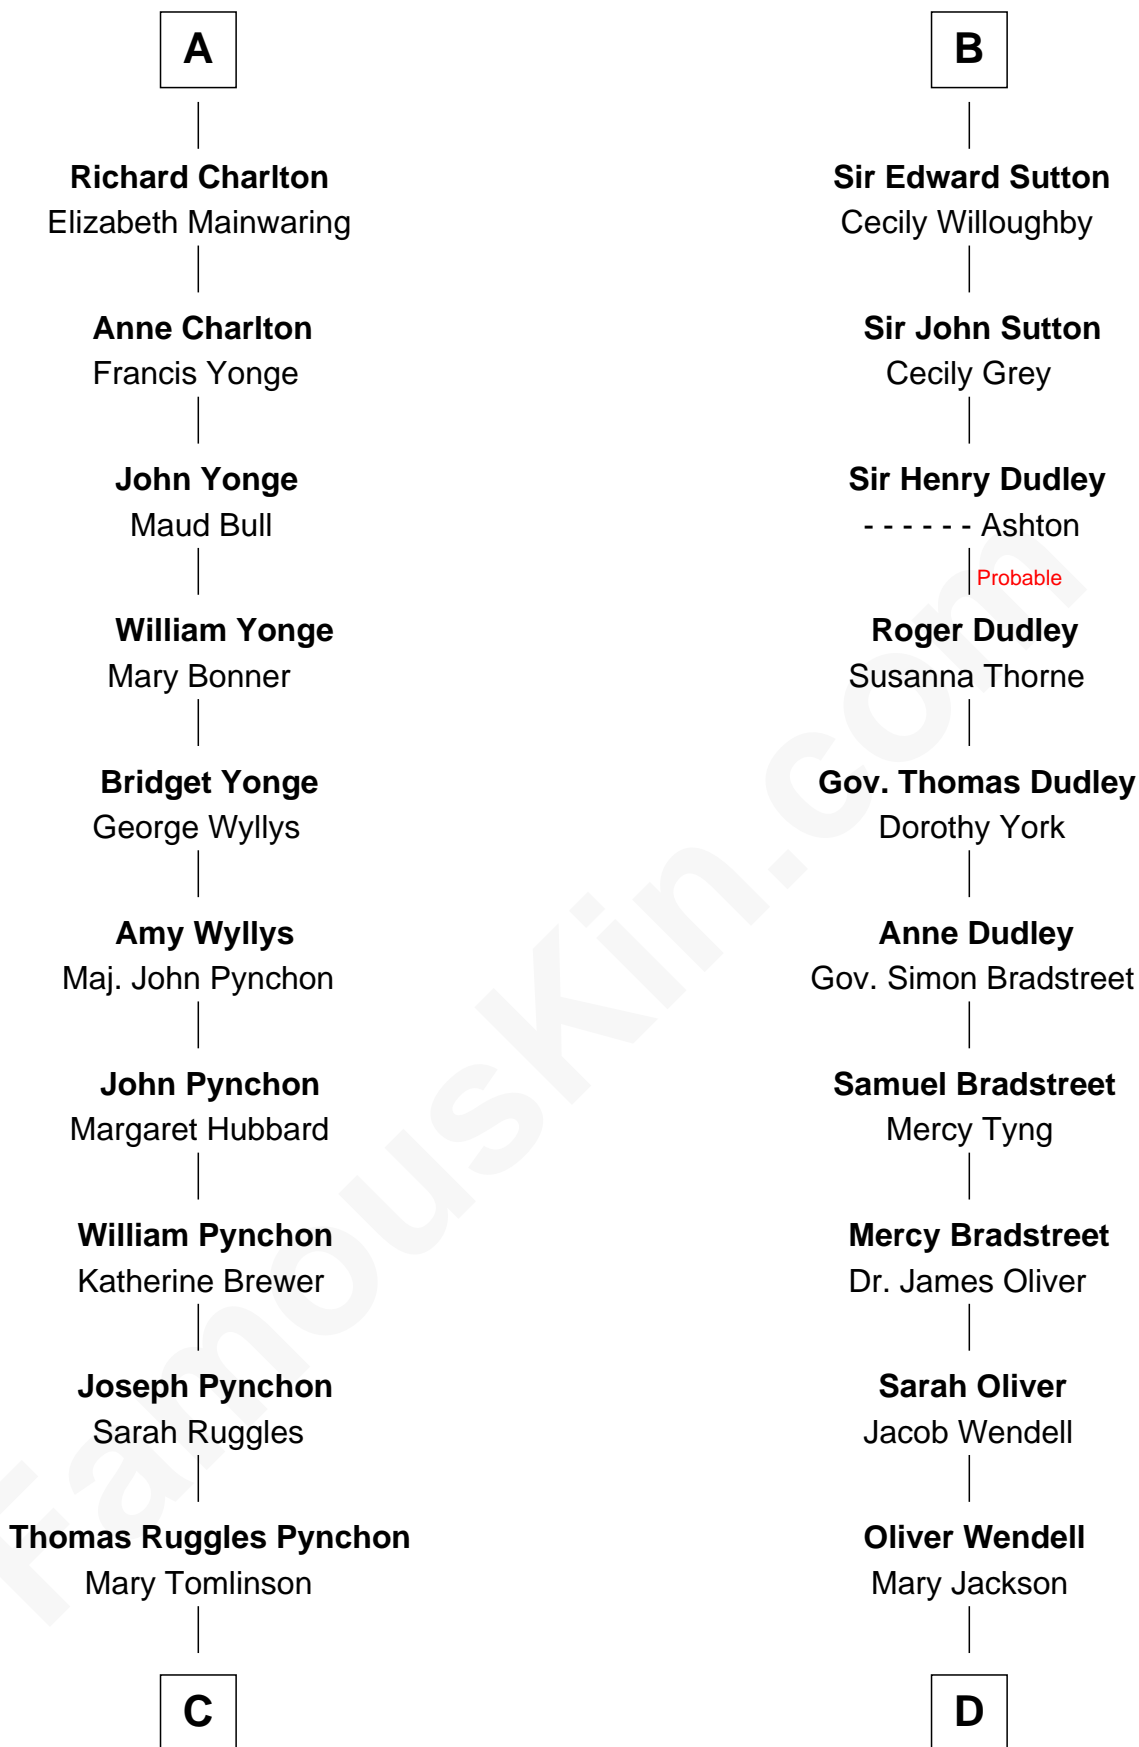 A
Richard Charlton
Elizabeth Mainwaring
Anne Charlton
Francis Yonge
John Yonge
Maud Bull
William Yonge
Mary Bonner
Bridget Yonge
George Wyllys
Amy Wyllys
Maj. John Pynchon
John Pynchon
Margaret Hubbard
William Pynchon
Katherine Brewer
Joseph Pynchon
Sarah Ruggles
Thomas Ruggles Pynchon
Mary Tomlinson
C
B
Sir Edward Sutton
Cecily Willoughby
Sir John Sutton
Cecily Grey
Sir Henry Dudley
- - - - - - Ashton
Probable
Roger Dudley
Susanna Thorne
Gov. Thomas Dudley
Dorothy York
Anne Dudley
Gov. Simon Bradstreet
Samuel Bradstreet
Mercy Tyng
Mercy Bradstreet
Dr. James Oliver
Sarah Oliver
Jacob Wendell
Oliver Wendell
Mary Jackson
D
FamousKin.com